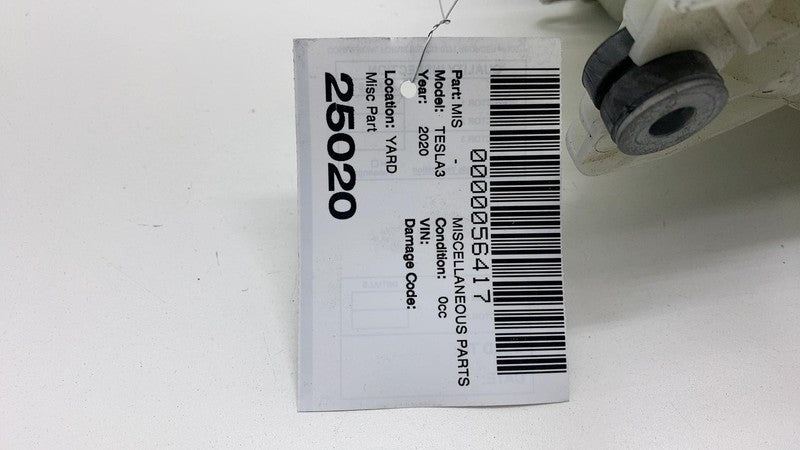 0000056417
Part: MIS - MISCELLANEOUS PARTS
Model: TESLA3 Condition: 0cc
Year: 2020 VIN:
Damage Code:
Location: YARD
Misc Part
25020